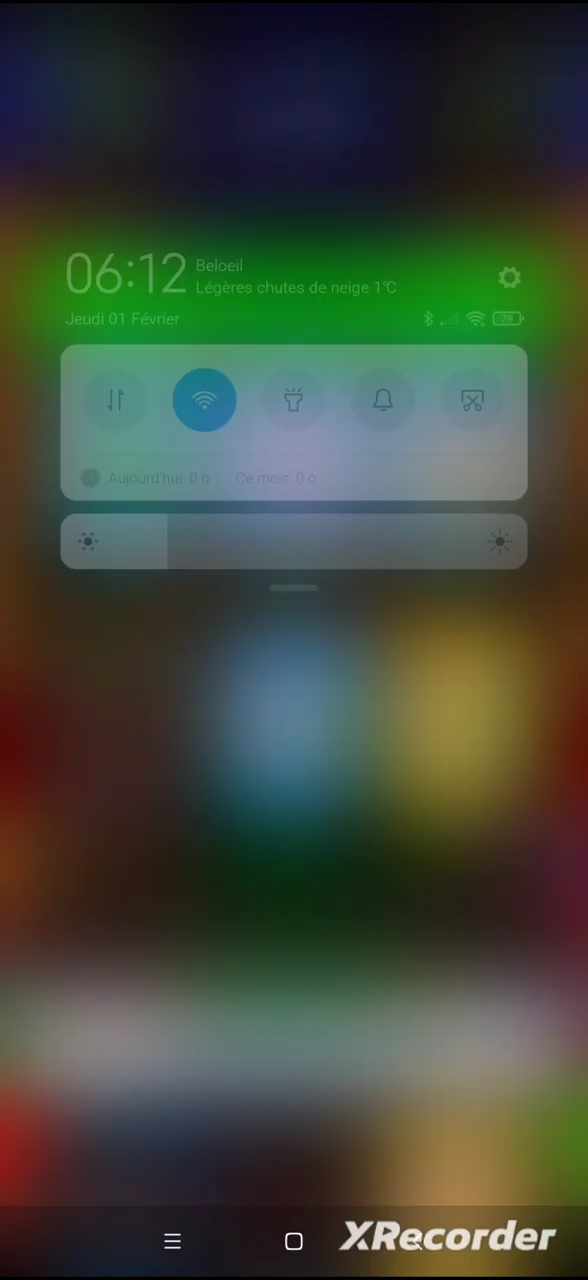 06:12
Beloeil
Légères chutes de neige 1°C
Jeudi 01 Février
79
Aujourd'hui: 0 o
Ce mois: 0 o
XRecorder